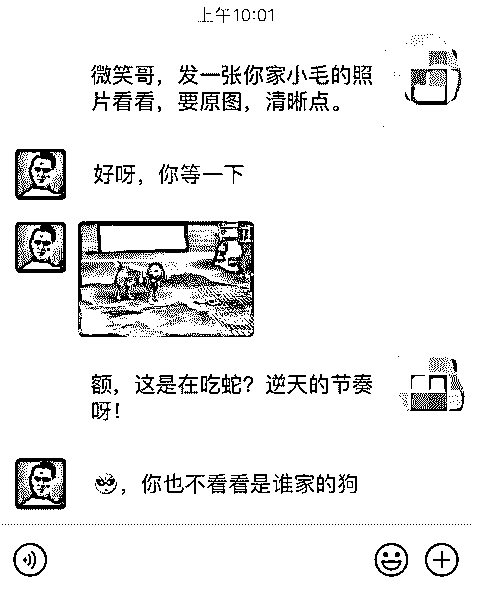 上午10:01
微笑哥，发一张你家小毛的照
片看看，要原图，清晰点。
好呀，你等一下
额，这是在吃蛇？逆天的节奏
呀！
，你也不看看是谁家的狗